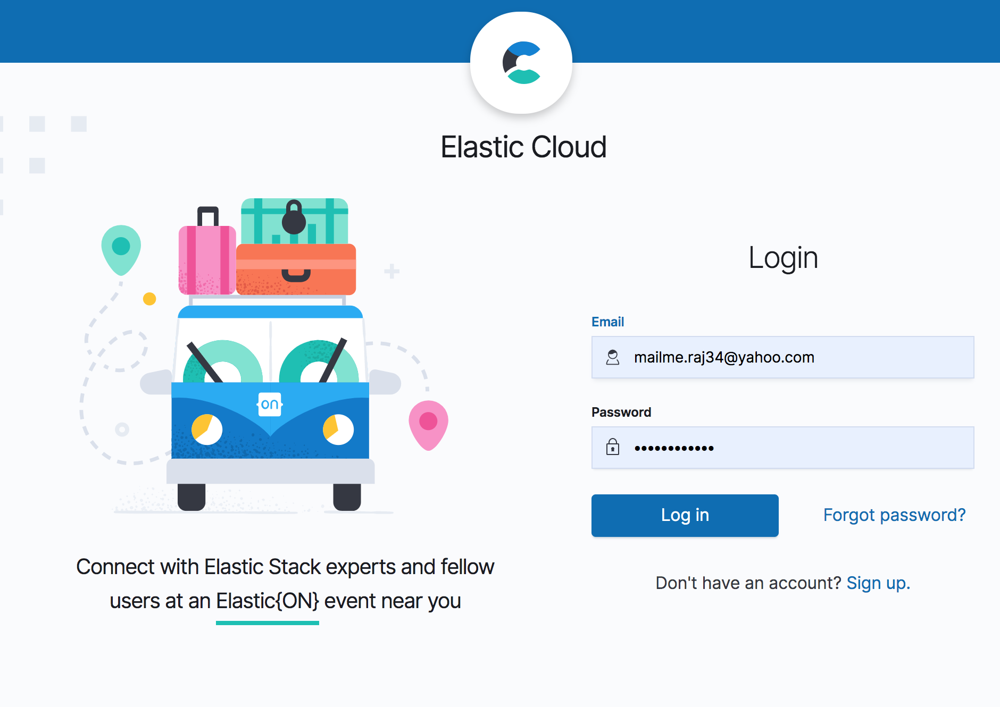 Elastic Cloud
on
Connect with Elastic Stack experts and fellow
users at an Elastic{ON} event near you
Login
Email
mailme.raj34@yahoo.com
Password
••••••••••••
Log in
Forgot password?
Don't have an account? Sign up.